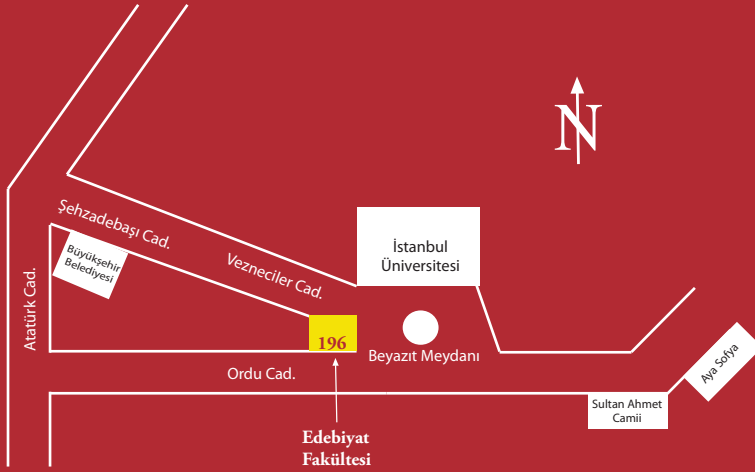 N
Şehzadebaşı Cad.
Büyükşehir
Belediyesi
Vezneciler Cad.
İstanbul
Üniversitesi
Atatürk Cad.
196
Beyazıt Meydanı
Ordu Cad.
Aya Sofya
Sultan Ahmet
Camii
Edebiyat
Fakültesi